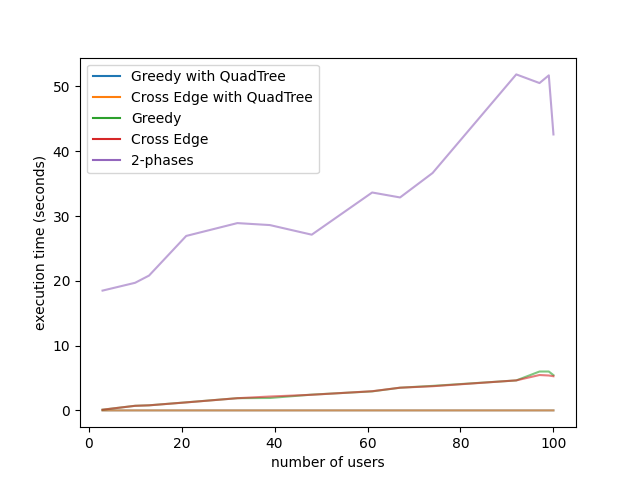 Greedy with QuadTree
Cross Edge with QuadTree
Greedy
Cross Edge
2-phases
execution time (seconds)
50
40
30
20
10
0
0 20 40 60 80 100
number of users